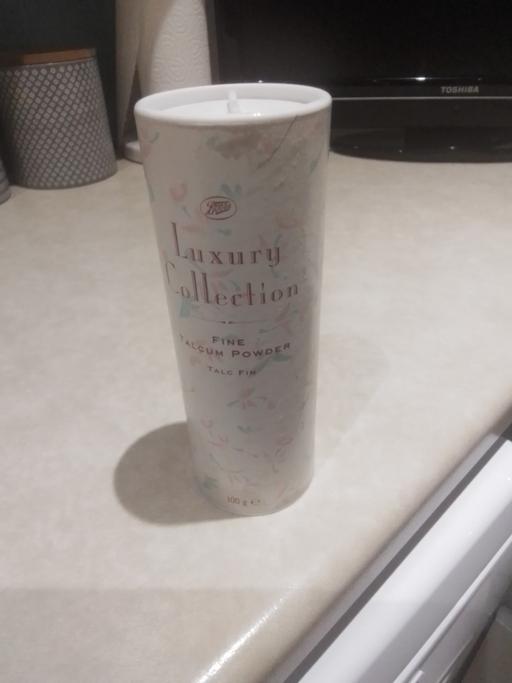 TOSHIBA
Boots
Luxury
Collection
FINE
TALCUM POWDER
TALC FIN
100 g ℮